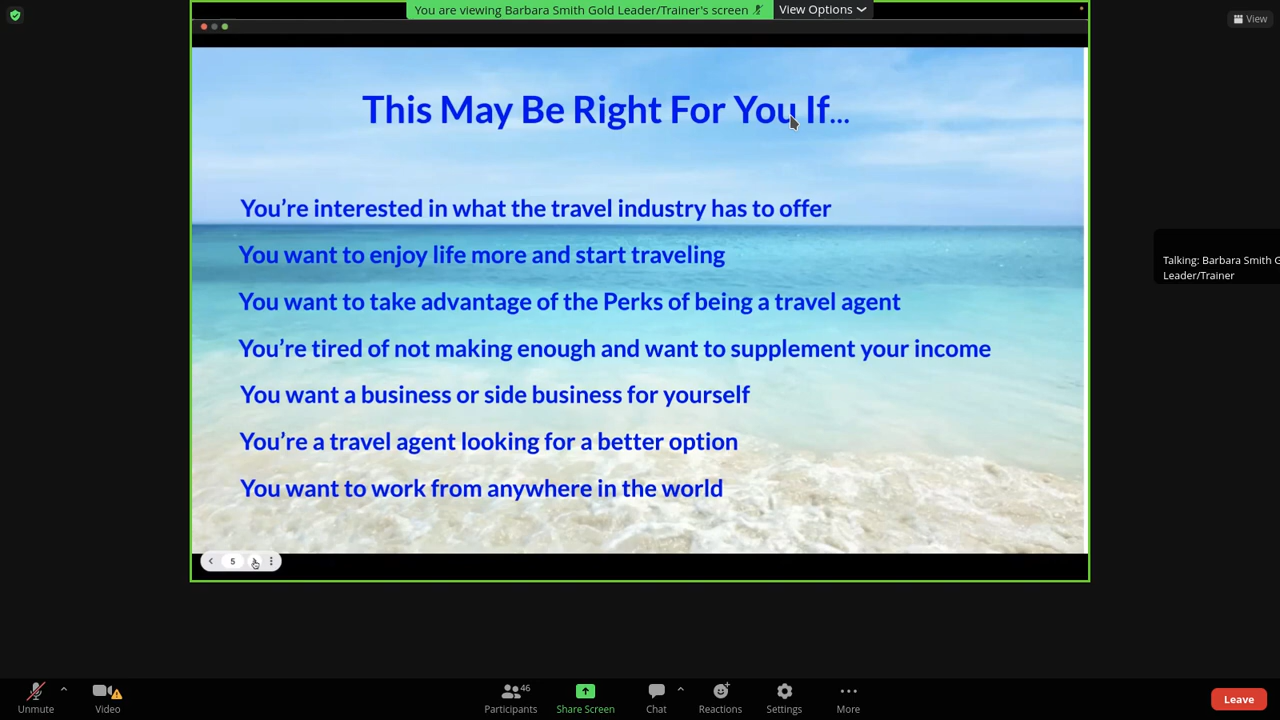 You are viewing Barbara Smith Gold Leader/Trainer's screen
View Options
View
This May Be Right For You If...
You're interested in what the travel industry has to offer
You want to enjoy life more and start traveling
Talking: Barbara Smith G
Leader/Trainer
You want to take advantage of the Perks of being a travel agent
You're tired of not making enough and want to supplement your income
You want a business or side business for yourself
You're a travel agent looking for a better option
You want to work from anywhere in the world
5
Unmute
Video
46
Participants
Share Screen
Chat
Reactions
Settings
More
Leave